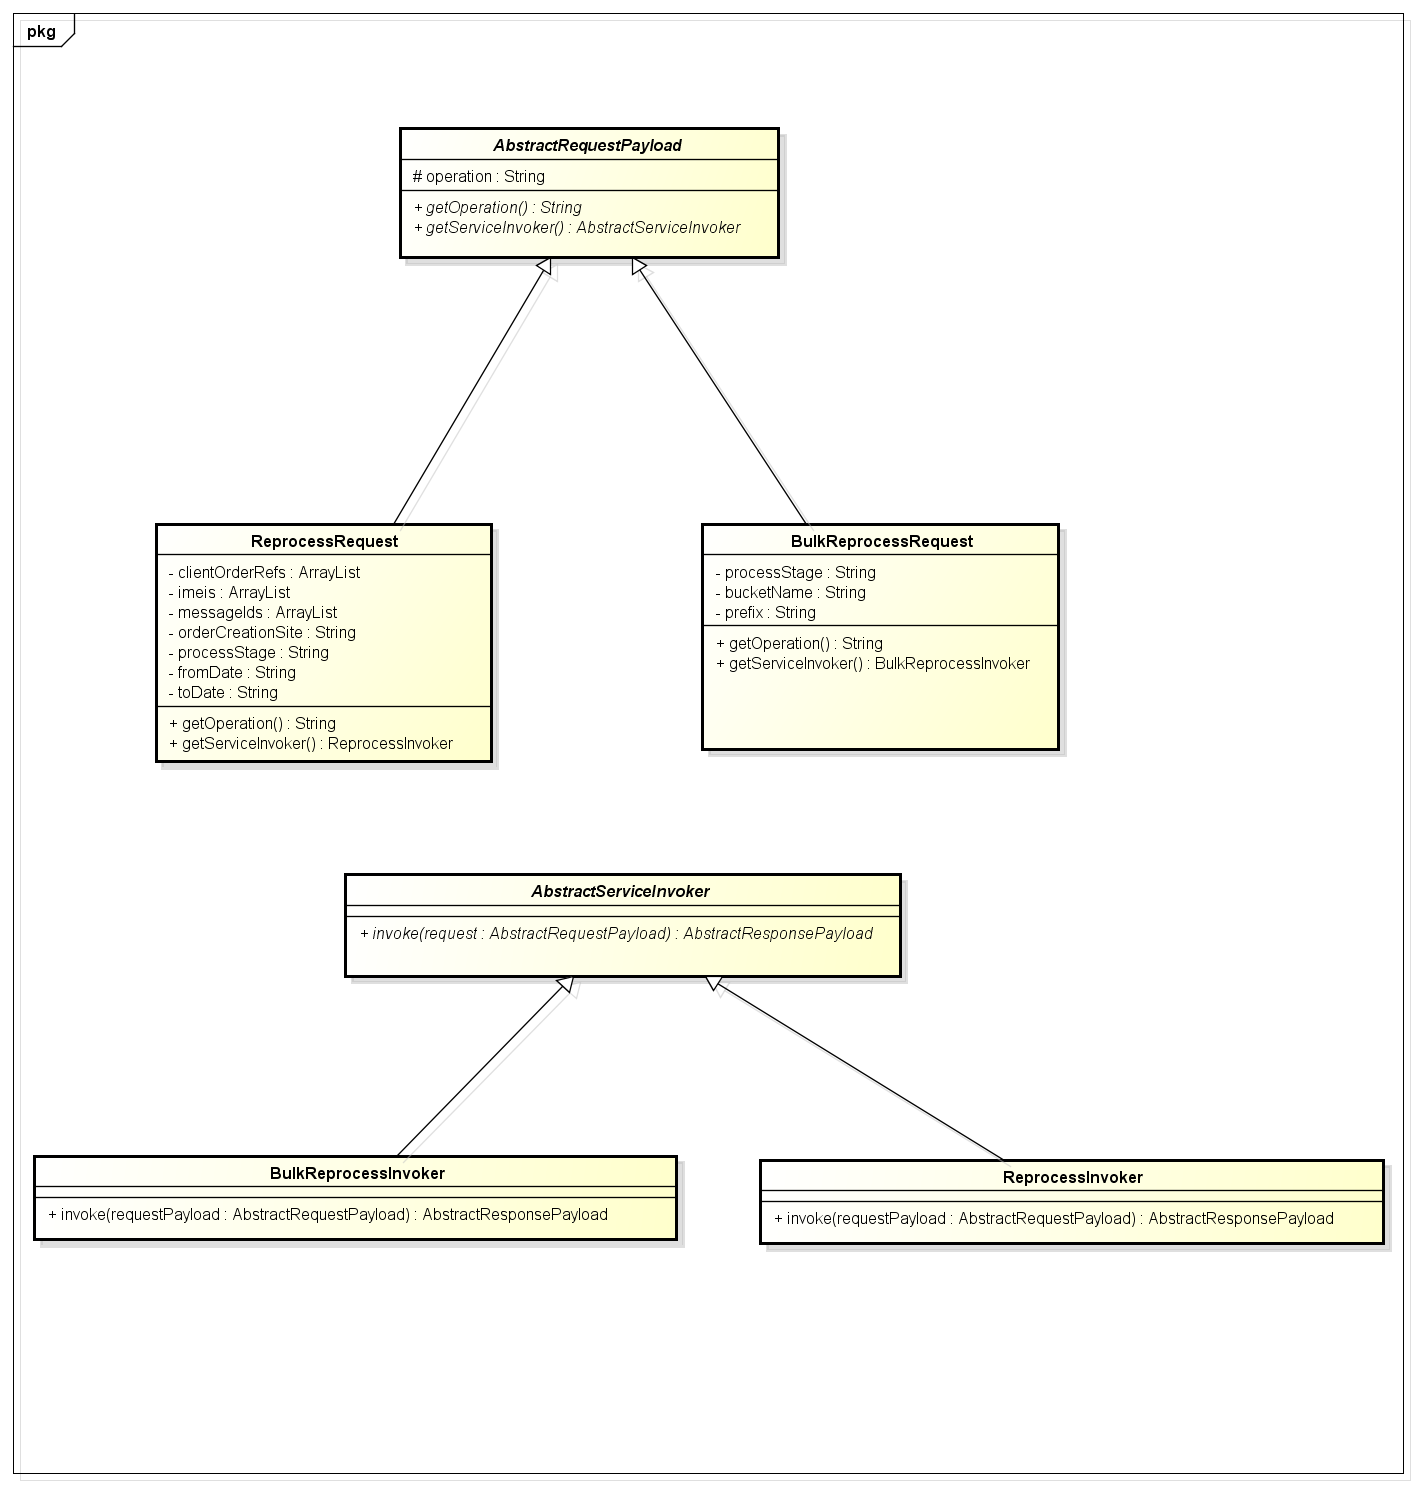 pkg
AbstractRequestPayload
# operation : String
+ getOperation() : String
+ getServiceInvoker() : AbstractServiceInvoker
ReprocessRequest
- clientOrderRefs : ArrayList
- imeis : ArrayList
- messageIds : ArrayList
- orderCreationSite : String
- processStage : String
- fromDate : String
- toDate : String
+ getOperation() : String
+ getServiceInvoker() : ReprocessInvoker
BulkReprocessRequest
- processStage : String
- bucketName : String
- prefix : String
+ getOperation() : String
+ getServiceInvoker() : BulkReprocessInvoker
AbstractServiceInvoker
+ invoke(request : AbstractRequestPayload) : AbstractResponsePayload
BulkReprocessInvoker
+ invoke(requestPayload : AbstractRequestPayload) : AbstractResponsePayload
ReprocessInvoker
+ invoke(requestPayload : AbstractRequestPayload) : AbstractResponsePayload